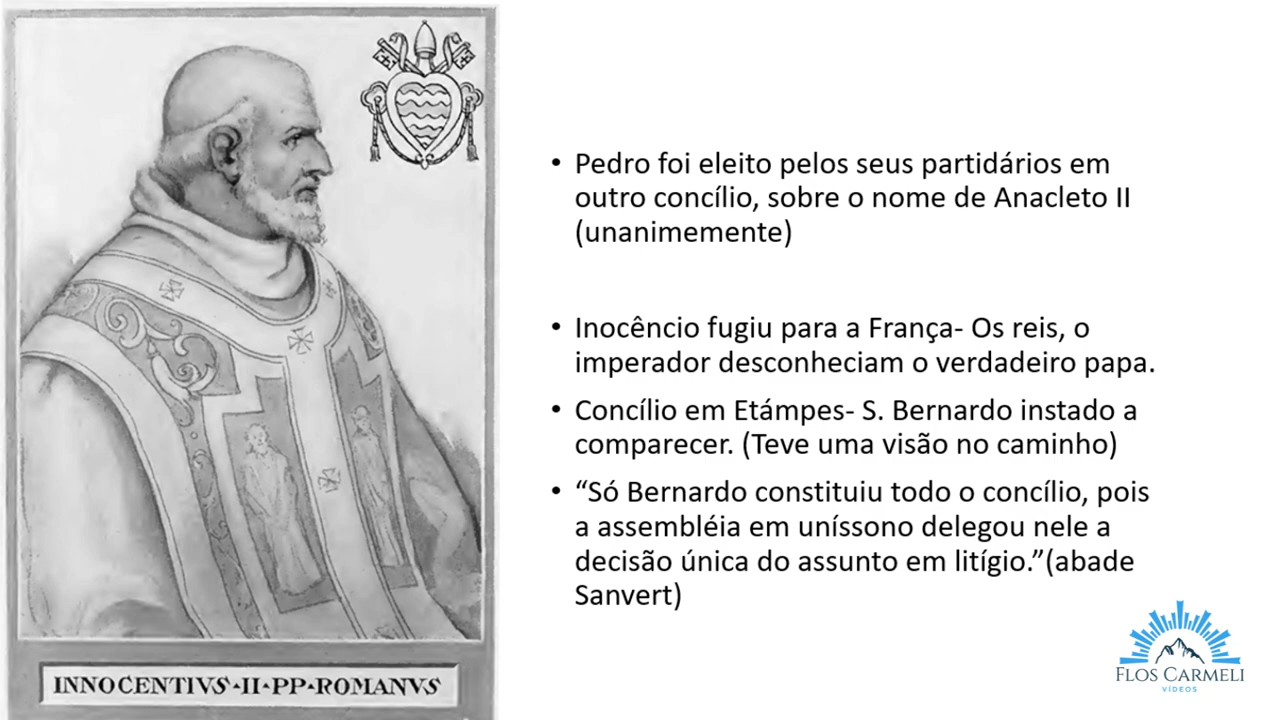 • Pedro foi eleito pelos seus partidários em
outro concílio, sobre o nome de Anacleto II
(unanimemente)
• Inocêncio fugiu para a França- Os reis, o
imperador desconheciam o verdadeiro papa.
• Concílio em Etámpes- S. Bernardo instado a
comparecer. (Teve uma visão no caminho)
• “Só Bernardo constituiu todo o concílio, pois
a assembléia em uníssono delegou nele a
decisão única do assunto em litígio.”(abade
Sanvert)
INNOCENTIVS·II·PP·ROMANVS
FLOS CARMELI
VÍDEOS